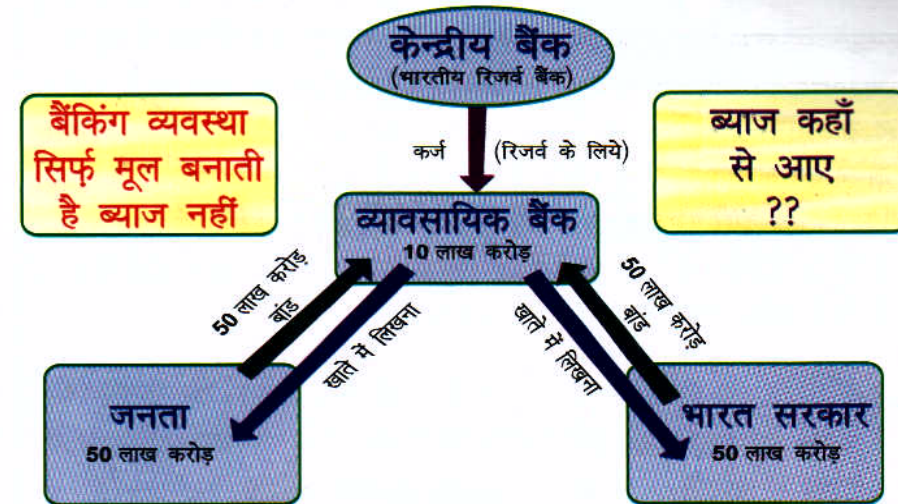 केन्द्रीय बैंक
(भारतीय रिजर्व बैंक)
बैंकिंग व्यवस्था
सिर्फ़ मूल बनाती
है ब्याज नहीं
ब्याज कहाँ
से आए
??
कर्ज (रिजर्व के लिये)
व्यावसायिक बैंक
10 लाख करोड़
50 लाख करोड़
बांड
खाते में लिखना
खाते में लिखना
50 लाख करोड़
बांड
जनता
50 लाख करोड़
भारत सरकार
50 लाख करोड़